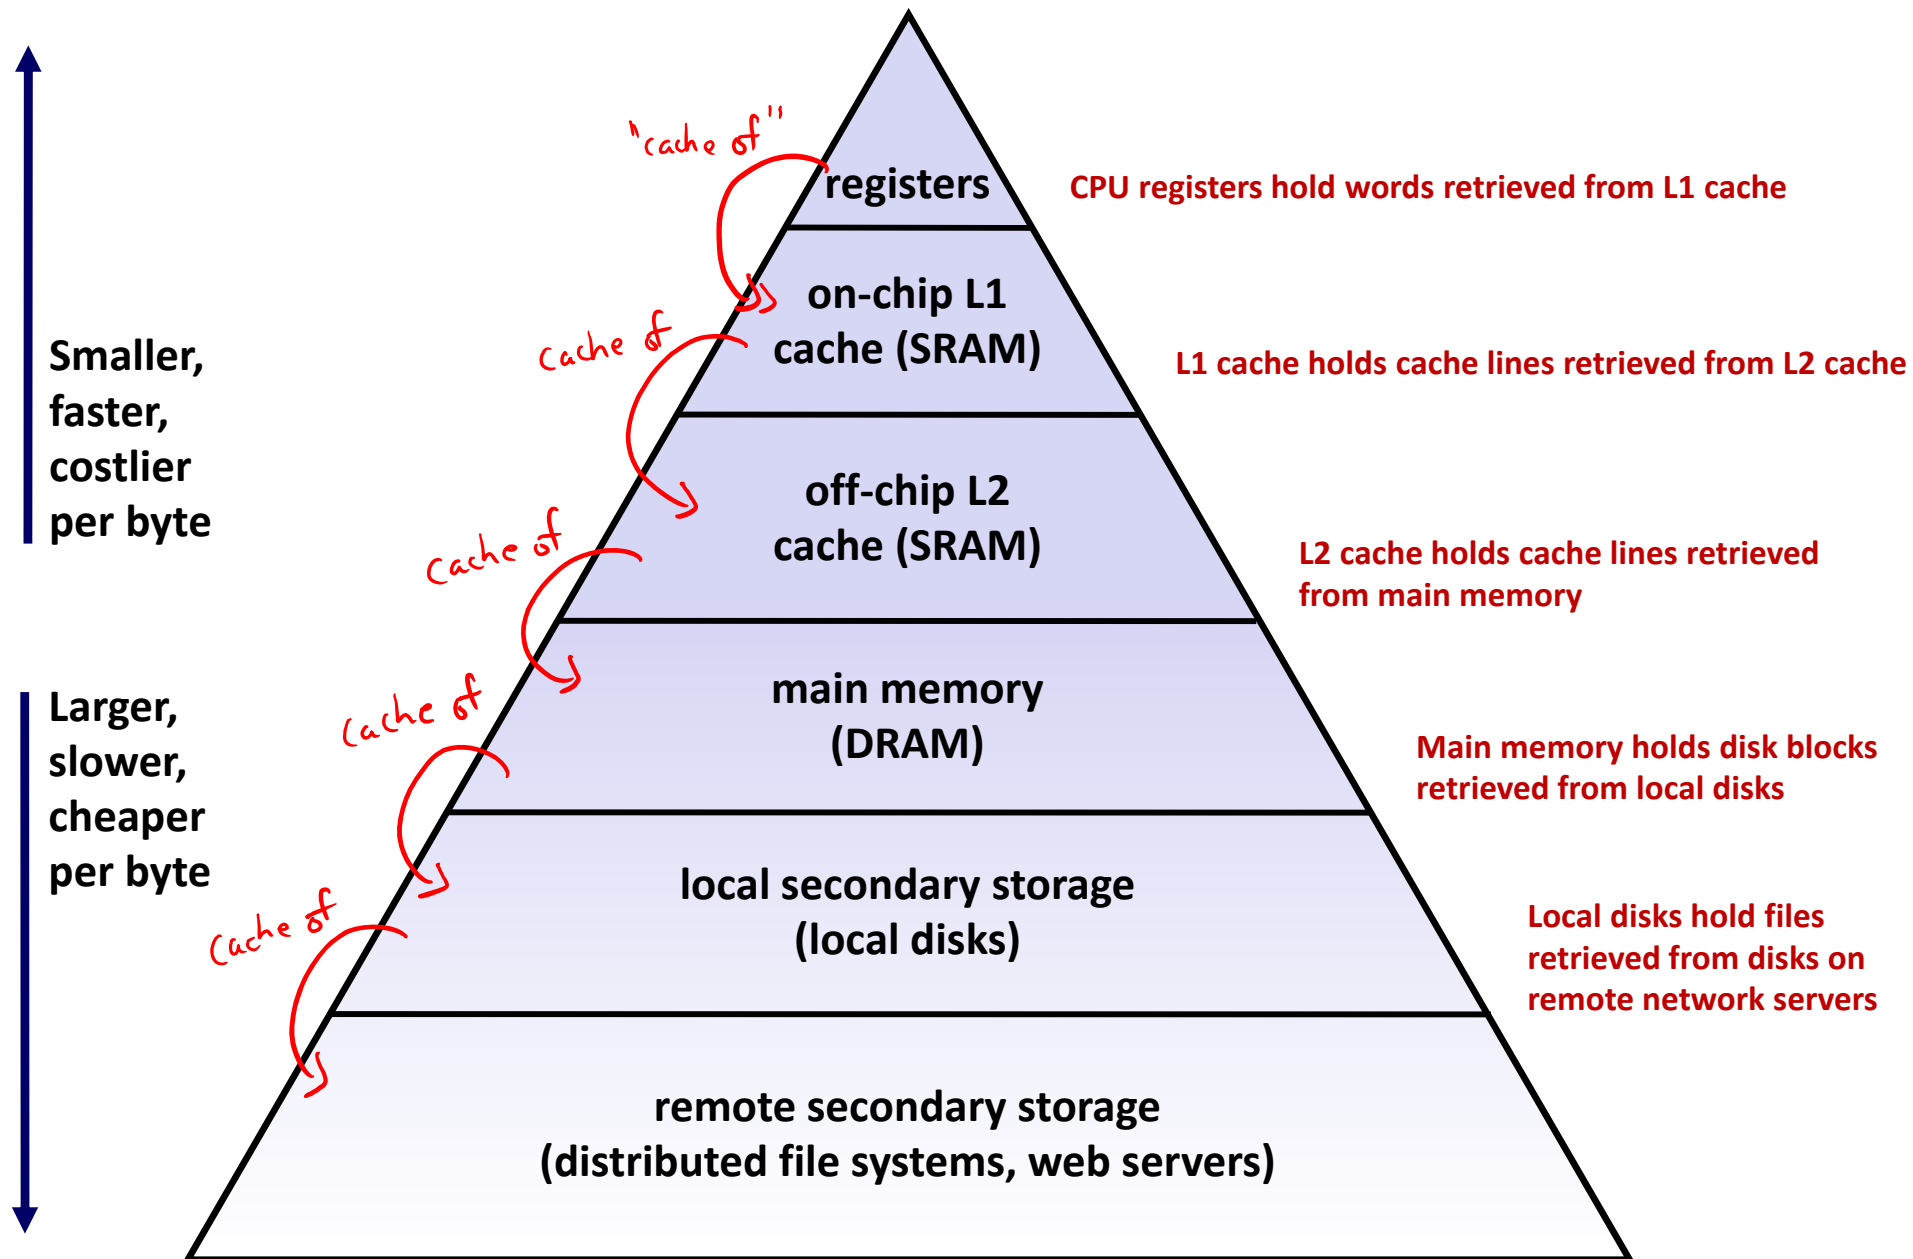 "cache of"
registers
CPU registers hold words retrieved from L1 cache
on-chip L1
cache (SRAM)
cache of
L1 cache holds cache lines retrieved from L2 cache
Smaller,
faster,
costlier
per byte
off-chip L2
cache (SRAM)
cache of
L2 cache holds cache lines retrieved
from main memory
Larger,
slower,
cheaper
per byte
cache of
main memory
(DRAM)
Main memory holds disk blocks
retrieved from local disks
cache of
local secondary storage
(local disks)
Local disks hold files
retrieved from disks on
remote network servers
remote secondary storage
(distributed file systems, web servers)